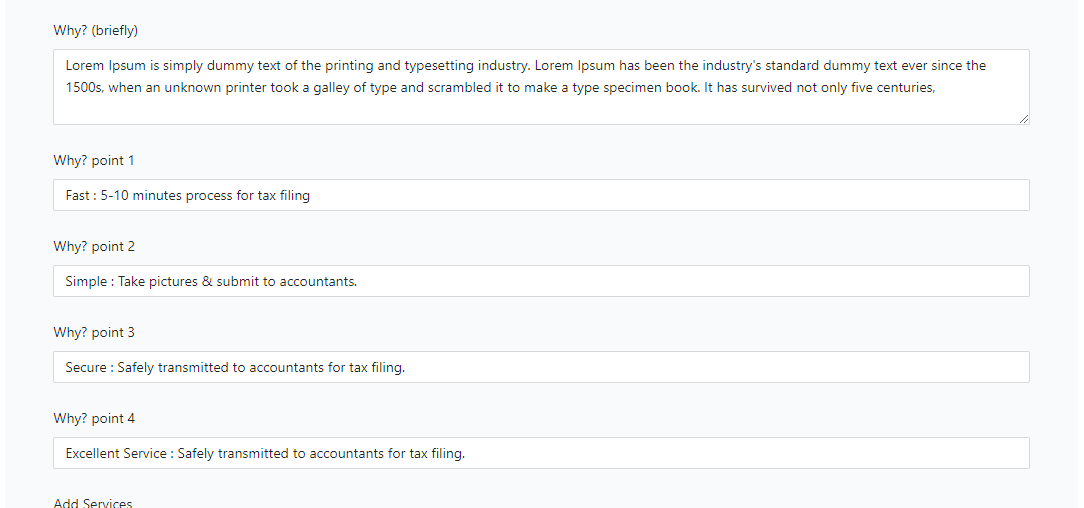 Why? (briefly)
Lorem Ipsum is simply dummy text of the printing and typesetting industry. Lorem Ipsum has been the industry's standard dummy text ever since the
1500s, when an unknown printer took a galley of type and scrambled it to make a type specimen book. It has survived not only five centuries,
Why? point 1
Fast : 5-10 minutes process for tax filing
Why? point 2
Simple : Take pictures & submit to accountants.
Why? point 3
Secure : Safely transmitted to accountants for tax filing.
Why? point 4
Excellent Service : Safely transmitted to accountants for tax filing.
Add Services